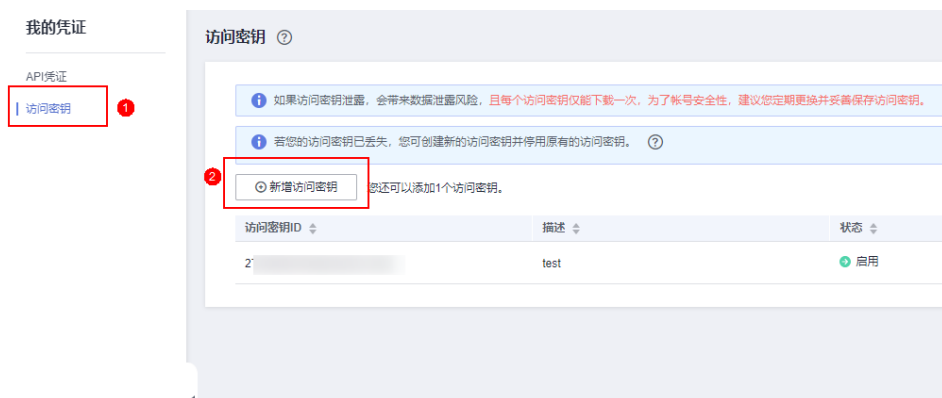 我的凭证
API凭证
访问密钥
1
访问密钥 ?
如果访问密钥泄露，会带来数据泄露风险，且每个访问密钥仅能下载一次，为了帐号安全性，建议您定期更换并妥善保存访问密钥。
若您的访问密钥已丢失，您可创建新的访问密钥并停用原有的访问密钥。 ?
2
新增访问密钥 您还可以添加1个访问密钥。
访问密钥ID 描述 状态
test 启用